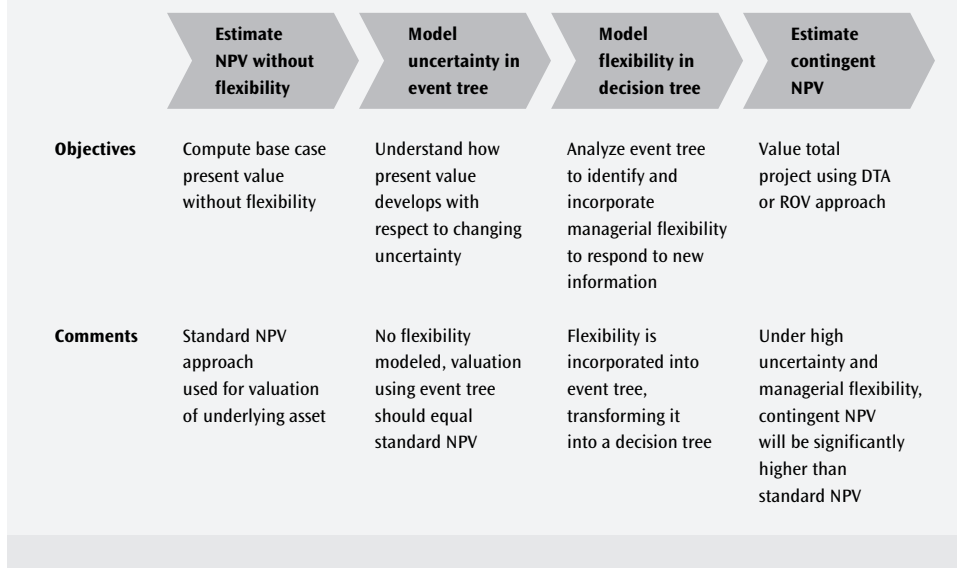 Estimate
NPV without
flexibility
Model
uncertainty in
event tree
Model
flexibility in
decision tree
Estimate
contingent
NPV
Objectives
Compute base case
present value
without flexibility
Understand how
present value
develops with
respect to changing
uncertainty
Analyze event tree
to identify and
incorporate
managerial flexibility
to respond to new
information
Value total
project using DTA
or ROV approach
Comments
Standard NPV
approach
used for valuation
of underlying asset
No flexibility
modeled, valuation
using event tree
should equal
standard NPV
Flexibility is
incorporated into
event tree,
transforming it
into a decision tree
Under high
uncertainty and
managerial flexibility,
contingent NPV
will be significantly
higher than
standard NPV